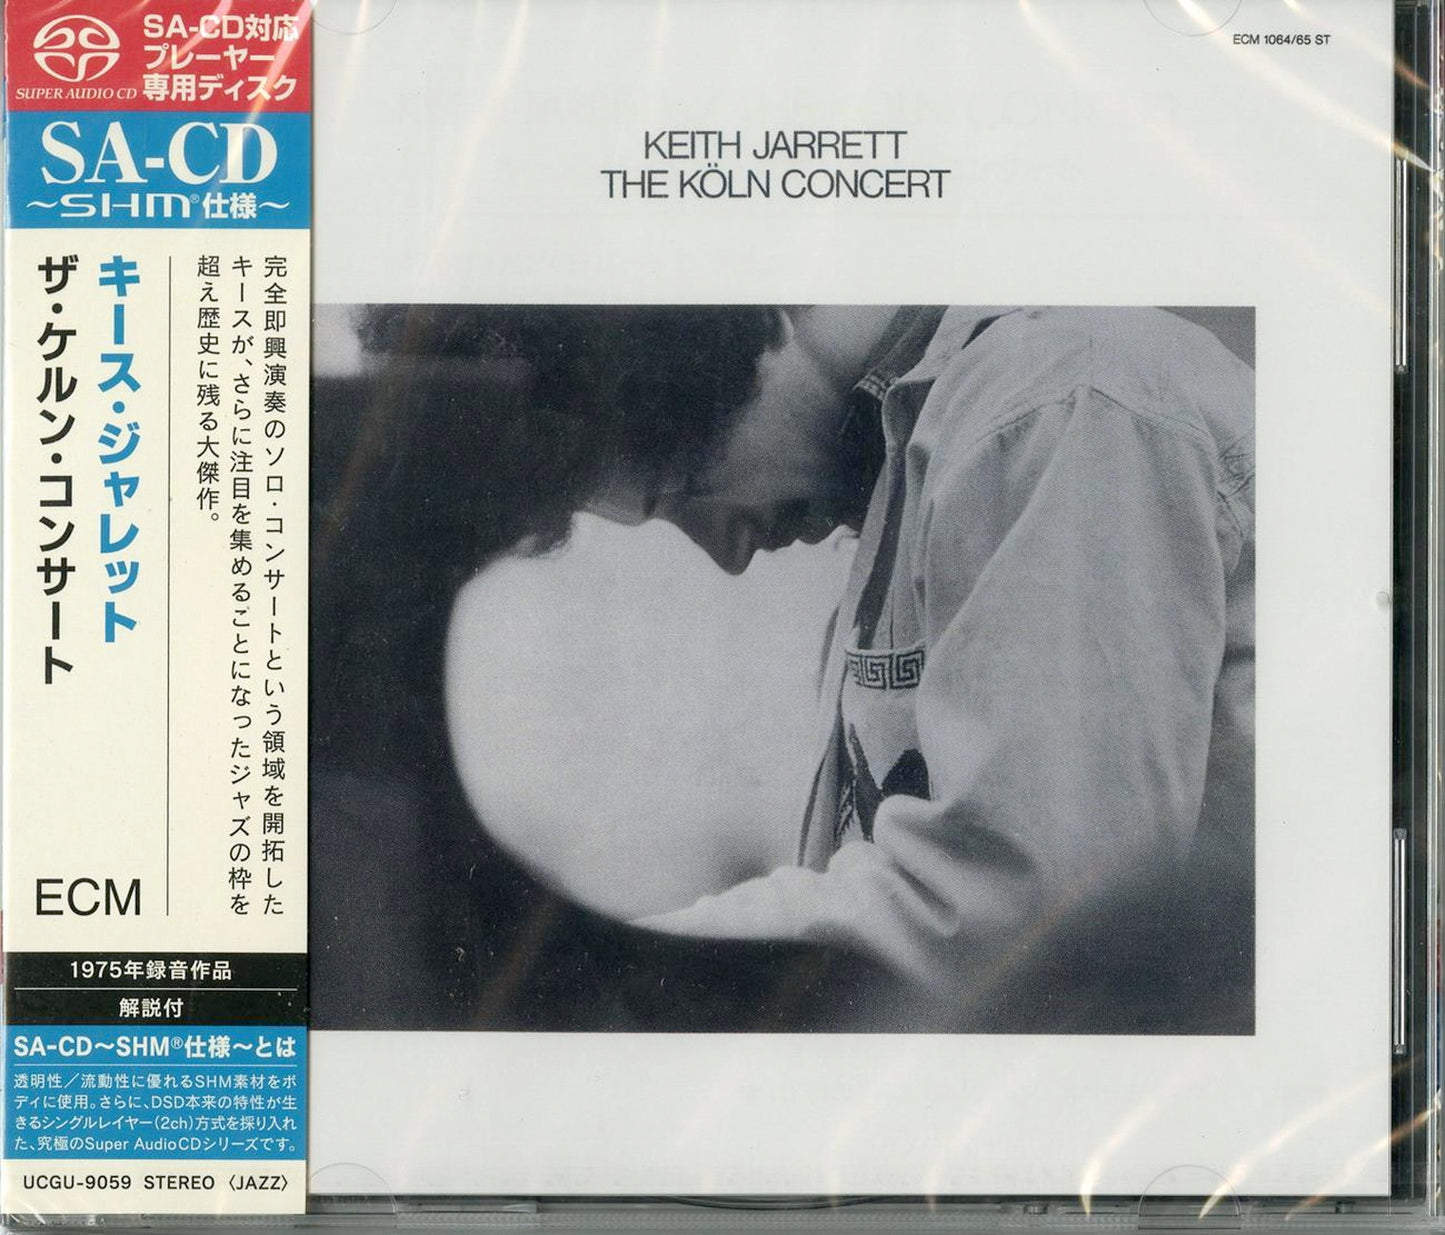 SA-CD対応
プレーヤー
専用ディスク
SUPER AUDIO CD
SA-CD
～SHM®仕様～
キース・ジャレット
ザ・ケルン・コンサート
完全即興演奏のソロ・コンサートという領域を開拓した
キースが、さらに注目を集めることになったジャズの枠を
超え歴史に残る大傑作。
ECM
1975年録音作品
解説付
SA-CD～SHM®仕様～とは
透明性／流動性に優れるSHM素材をボ
ディに使用。さらに、DSD本来の特性が生
きるシングルレイヤー(2ch)方式を採り入れ
た、究極のSuper Audio CDシリーズです。
UCGU-9059 STEREO 〈JAZZ〉
ECM 1064/65 ST
KEITH JARRETT
THE KÖLN CONCERT